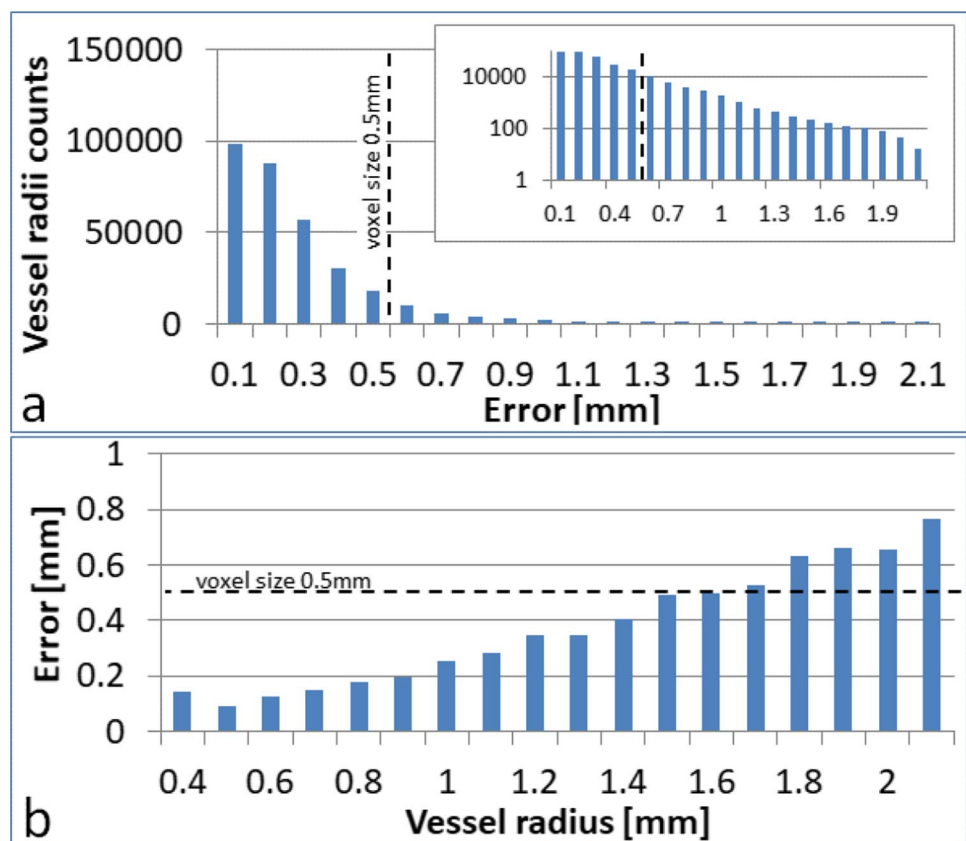 150000
100000
50000
0
Vessel radii counts
voxel size 0.5mm
0.1 0.3 0.5 0.7 0.9 1.1 1.3 1.5 1.7 1.9 2.1
Error [mm]
10000
100
1
0.1 0.4 0.7 1 1.3 1.6 1.9
a
1
0.8
0.6
0.4
0.2
0
Error [mm]
voxel size 0.5mm
0.4 0.6 0.8 1 1.2 1.4 1.6 1.8 2
Vessel radius [mm]
b